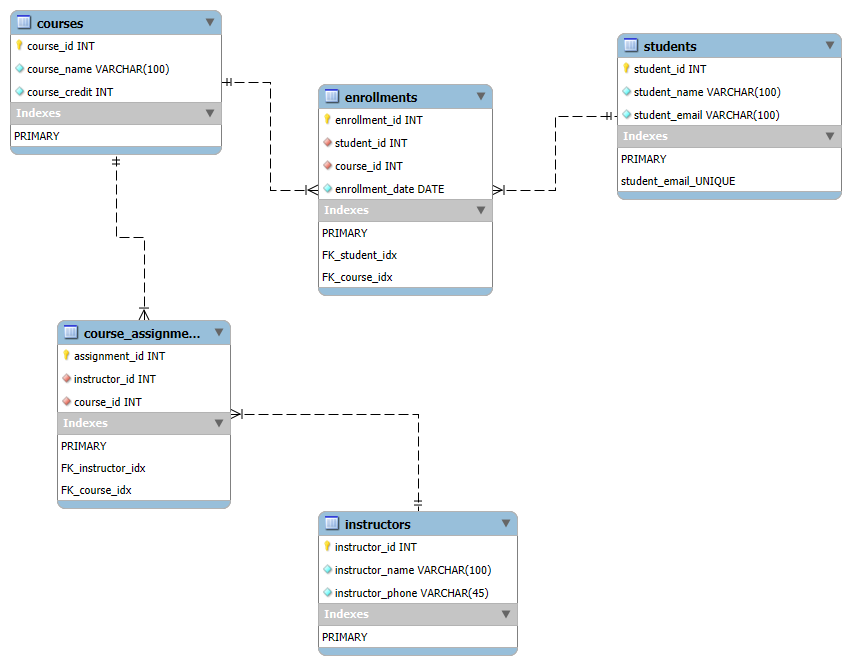 courses
course_id INT
course_name VARCHAR(100)
course_credit INT
Indexes
PRIMARY
enrollments
enrollment_id INT
student_id INT
course_id INT
enrollment_date DATE
Indexes
PRIMARY
FK_student_idx
FK_course_idx
students
student_id INT
student_name VARCHAR(100)
student_email VARCHAR(100)
Indexes
PRIMARY
student_email_UNIQUE
course_assignme...
assignment_id INT
instructor_id INT
course_id INT
Indexes
PRIMARY
FK_instructor_idx
FK_course_idx
instructors
instructor_id INT
instructor_name VARCHAR(100)
instructor_phone VARCHAR(45)
Indexes
PRIMARY